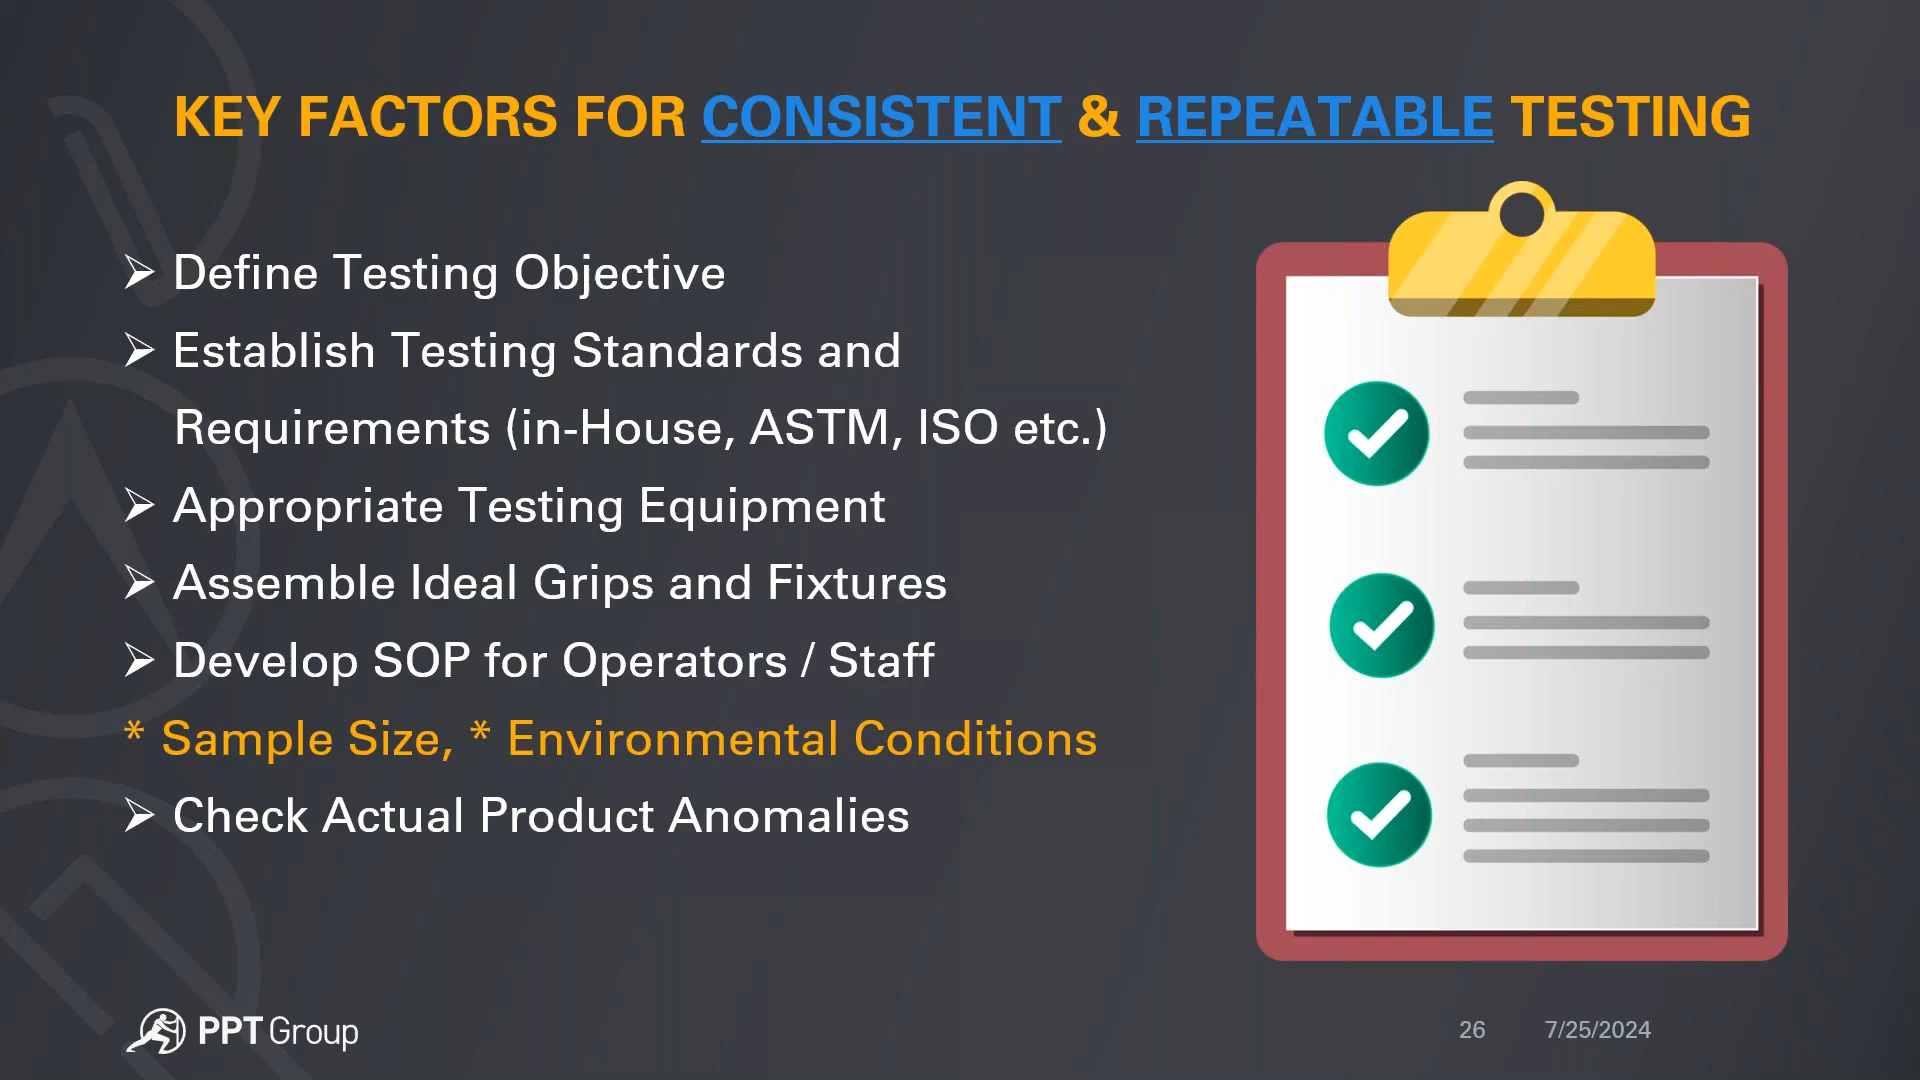 KEY FACTORS FOR CONSISTENT & REPEATABLE TESTING
➢ Define Testing Objective
➢ Establish Testing Standards and
Requirements (in-House, ASTM, ISO etc.)
➢ Appropriate Testing Equipment
➢ Assemble Ideal Grips and Fixtures
➢ Develop SOP for Operators / Staff
* Sample Size, * Environmental Conditions
➢ Check Actual Product Anomalies
PPT Group
26 7/25/2024